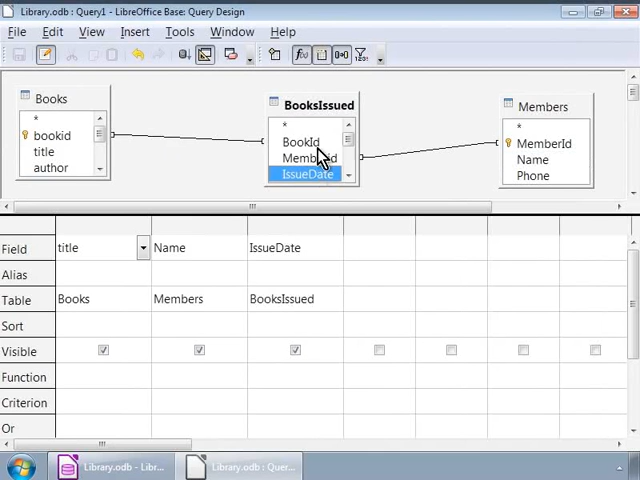 Library.odb : Query1 - LibreOffice Base: Query Design
File Edit View Insert Tools Window Help
Books
*
bookid
title
author
BooksIssued
*
BookId
IssueDate
Members
*
MemberId
Name
Phone
Field title Name IssueDate
Alias
Table Books Members BooksIssued
Sort
Visible
Function
Criterion
Or
Library.odb - Libr...
Library.odb : Query...